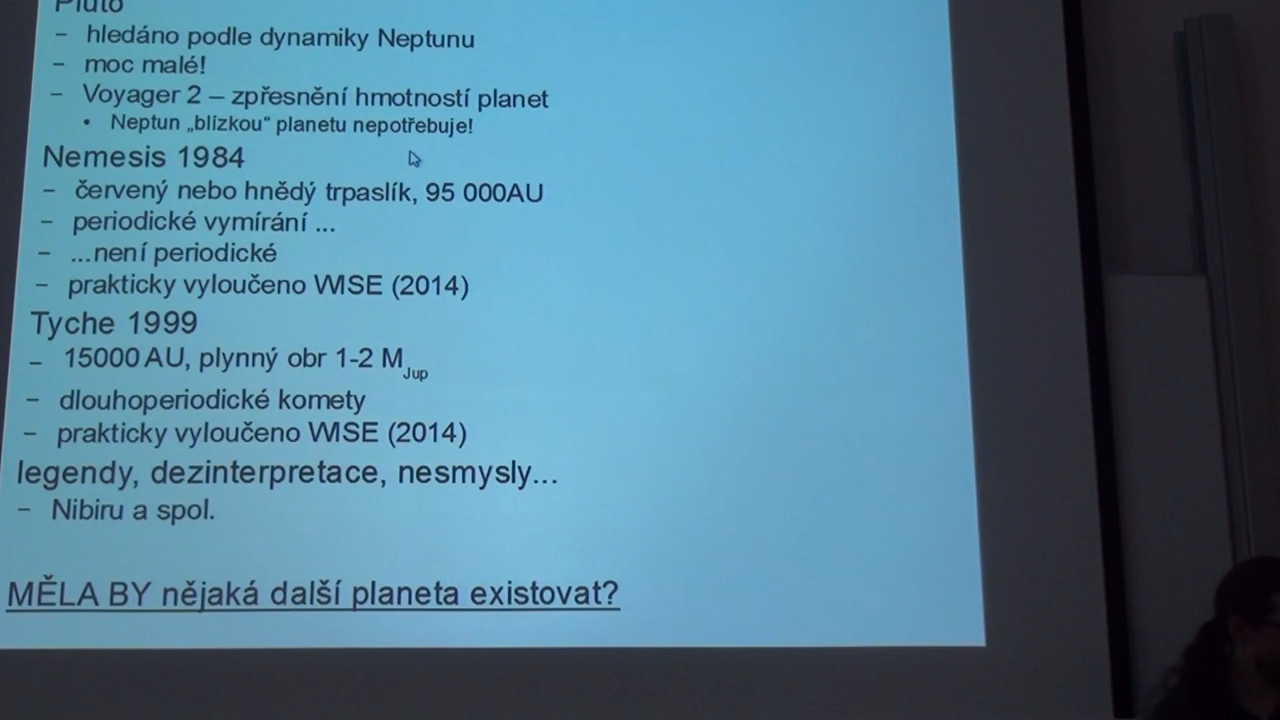 Pluto
– hledáno podle dynamiky Neptunu
– moc malé!
– Voyager 2 – zpřesnění hmotností planet
• Neptun „blízkou“ planetu nepotřebuje!
Nemesis 1984
– červený nebo hnědý trpaslík, 95 000AU
– periodické vymírání ...
– ...není periodické
– prakticky vyloučeno WISE (2014)
Tyche 1999
– 15000 AU, plynný obr 1-2 M_Jup
– dlouhoperiodické komety
– prakticky vyloučeno WISE (2014)
legendy, dezinterpretace, nesmysly...
– Nibiru a spol.
MĚLA BY nějaká další planeta existovat?